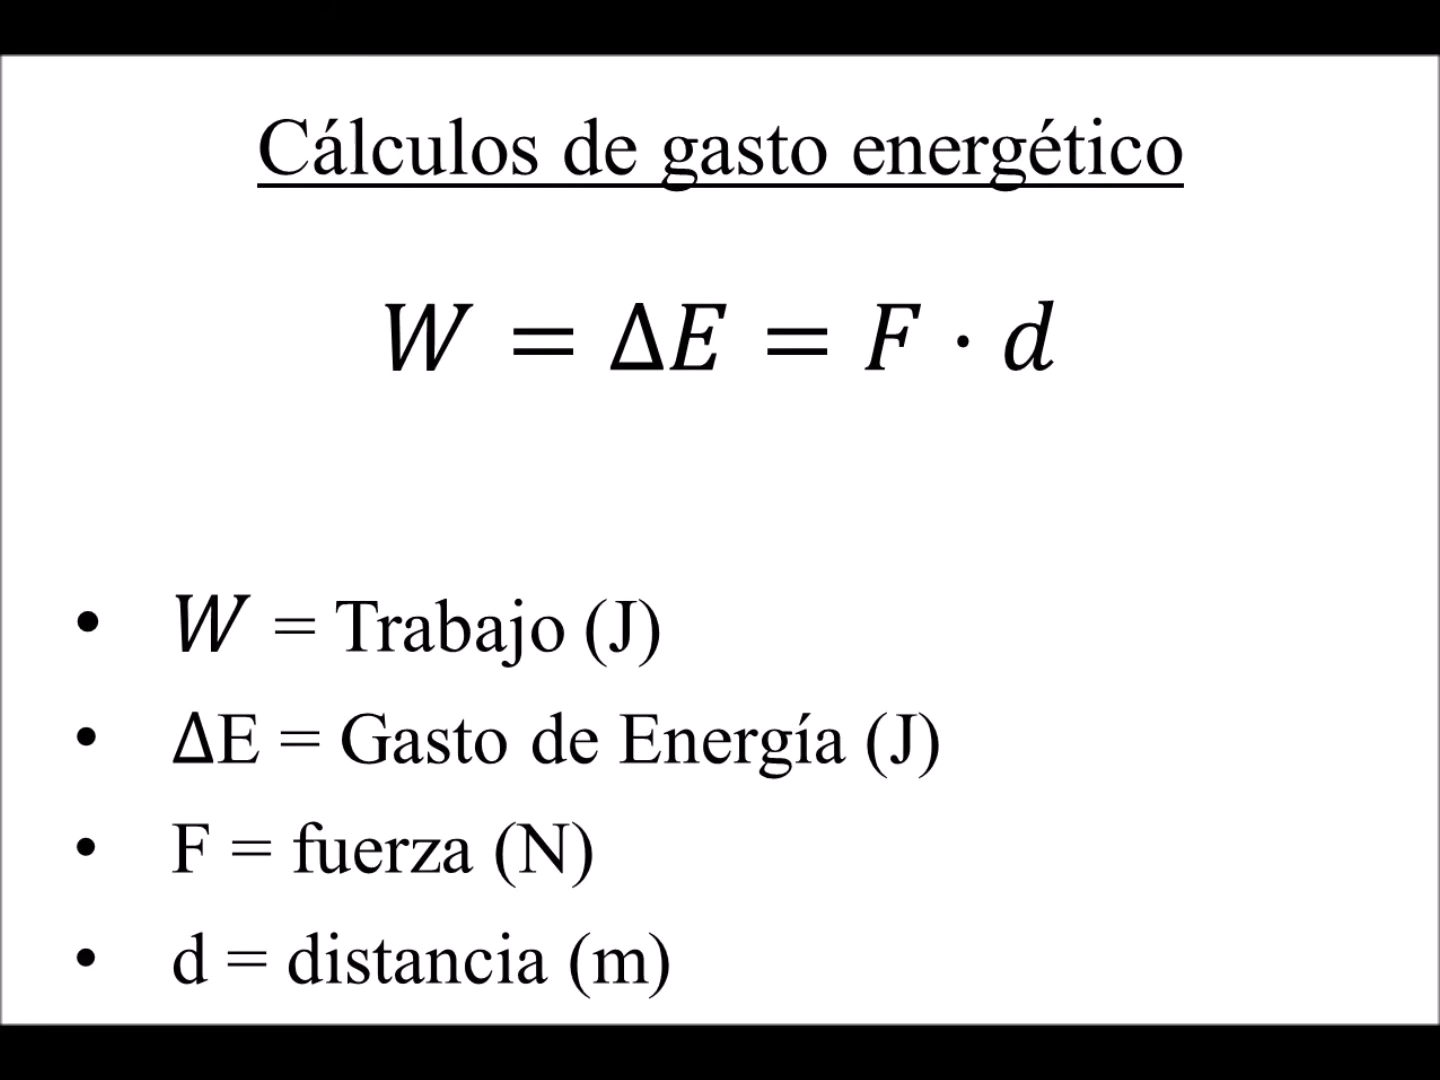 Cálculos de gasto energético
W = ΔE = F · d
• W = Trabajo (J)
• ΔE = Gasto de Energía (J)
• F = fuerza (N)
• d = distancia (m)